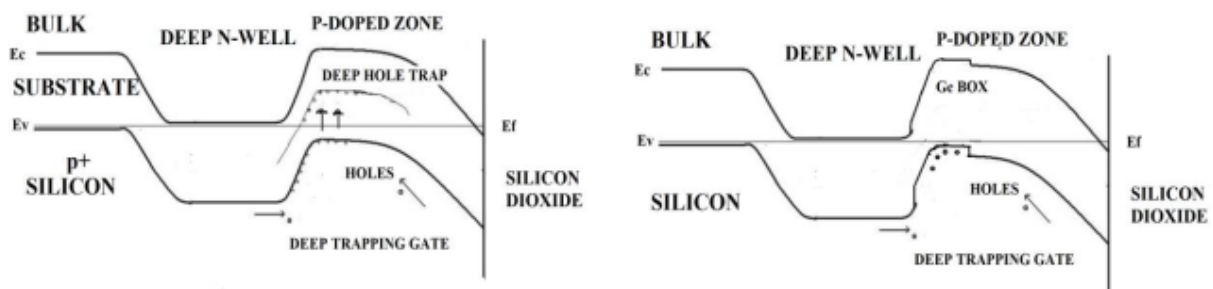 BULK
DEEP N-WELL
P-DOPED ZONE
Ec
SUBSTRATE
DEEP HOLE TRAP
Ev
Ef
p+
SILICON
HOLES
SILICON
DIOXIDE
DEEP TRAPPING GATE
BULK
DEEP N-WELL
P-DOPED ZONE
Ec
Ge BOX
Ev
Ef
SILICON
HOLES
SILICON
DIOXIDE
DEEP TRAPPING GATE